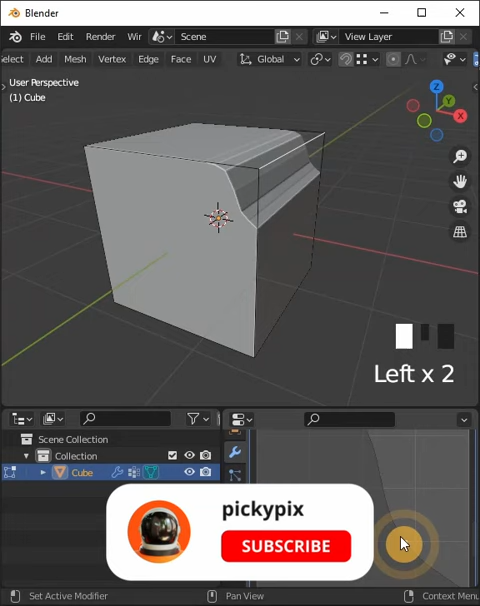 Blender
File Edit Render Wir Scene View Layer
elect Add Mesh Vertex Edge Face UV Global
User Perspective
(1) Cube
Z
Y
X
Left x 2
Scene Collection
Collection
Cube
pickypix
SUBSCRIBE
Set Active Modifier Pan View Context Menu